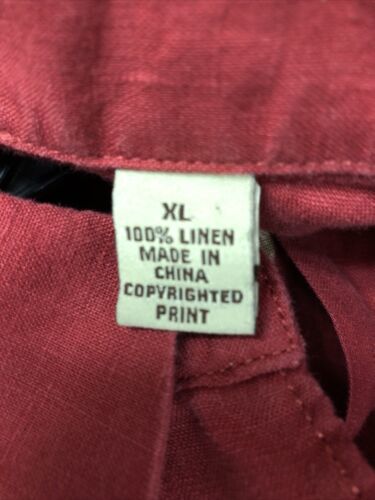 XL
100% LINEN
MADE IN
CHINA
COPYRIGHTED
PRINT